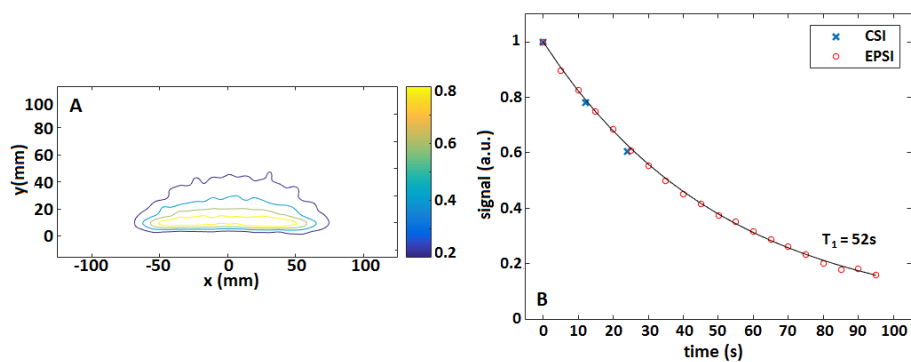 A
y(mm)
100
80
60
40
20
0
-100 -50 0 50 100
x (mm)
0.8
0.6
0.4
0.2
B
signal (a.u.)
1
0.8
0.6
0.4
0.2
0
0 10 20 30 40 50 60 70 80 90 100
time (s)
CSI
EPSI
T1 = 52s